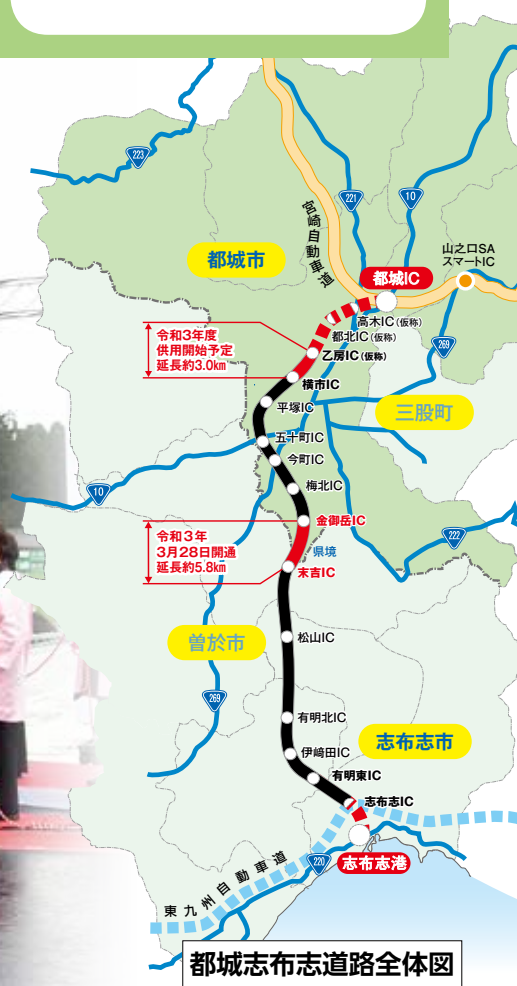 223
221
10
宮崎自動車道
山之口SA
スマートIC
都城市
都城IC
高木IC(仮称)
都北IC(仮称)
269
令和3年度
供用開始予定
延長約3.0㎞
乙房IC(仮称)
横市IC
平塚IC
三股町
五十町IC
今町IC
10
梅北IC
金御岳IC
令和3年
3月28日開通
延長約5.8㎞
県境
222
末吉IC
曽於市
松山IC
269
有明北IC
志布志市
伊﨑田IC
有明東IC
志布志IC
220
志布志港
東九州自動車道
都城志布志道路全体図